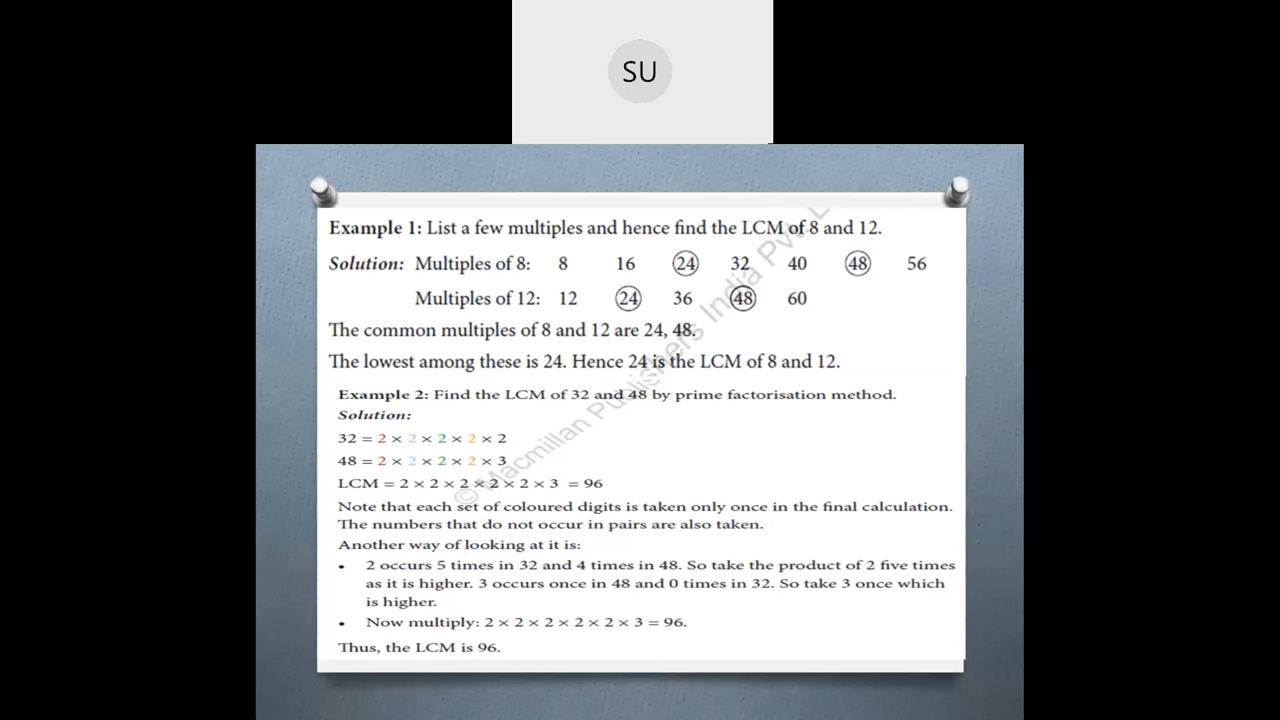 SU
Example 1: List a few multiples and hence find the LCM of 8 and 12.
Solution: Multiples of 8: 8 16 24 32 40 48 56
Multiples of 12: 12 24 36 48 60
The common multiples of 8 and 12 are 24, 48.
The lowest among these is 24. Hence 24 is the LCM of 8 and 12.
Example 2: Find the LCM of 32 and 48 by prime factorisation method.
Solution:
32 = 2 × 2 × 2 × 2 × 2
48 = 2 × 2 × 2 × 2 × 3
LCM = 2 × 2 × 2 × 2 × 2 × 3 = 96
Note that each set of coloured digits is taken only once in the final calculation.
The numbers that do not occur in pairs are also taken.
Another way of looking at it is:
• 2 occurs 5 times in 32 and 4 times in 48. So take the product of 2 five times
as it is higher. 3 occurs once in 48 and 0 times in 32. So take 3 once which
is higher.
• Now multiply: 2 × 2 × 2 × 2 × 2 × 3 = 96.
Thus, the LCM is 96.
© Macmillan Publishers India Pvt. L